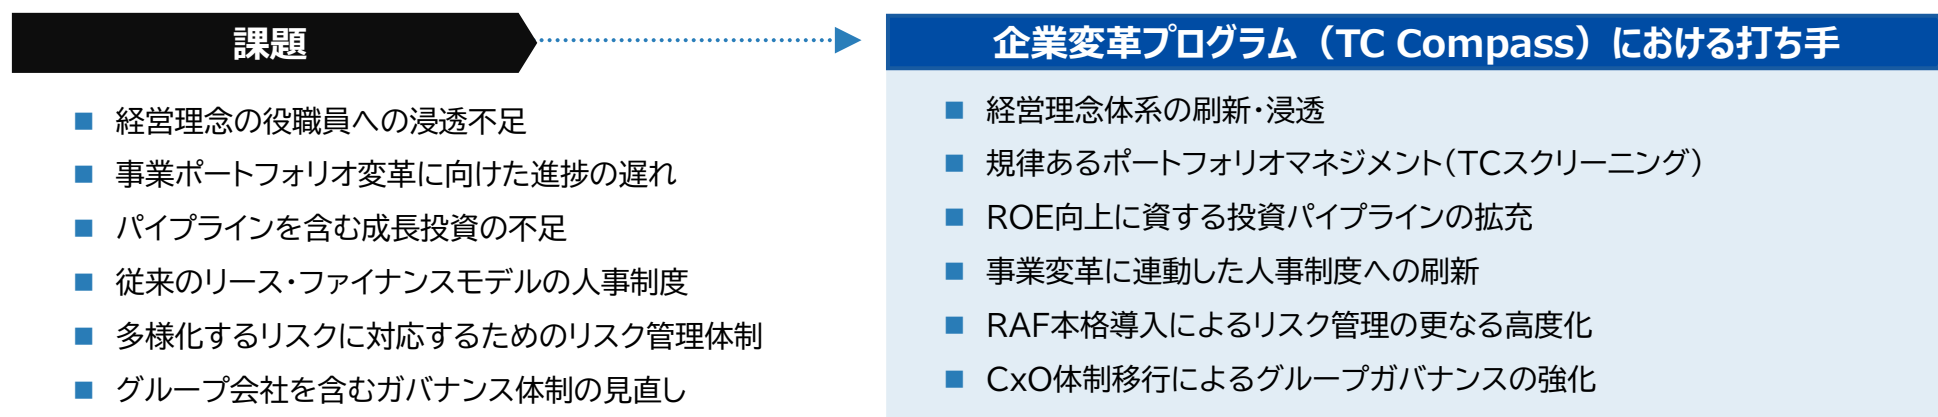 課題
経営理念の役職員への浸透不足
事業ポートフォリオ変革に向けた進捗の遅れ
パイプラインを含む成長投資の不足
従来のリース・ファイナンスモデルの人事制度
多様化するリスクに対応するためのリスク管理体制
グループ会社を含むガバナンス体制の見直し
企業変革プログラム（TC Compass）における打ち手
経営理念体系の刷新・浸透
規律あるポートフォリオマネジメント（TCスクリーニング）
ROE向上に資する投資パイプラインの拡充
事業変革に連動した人事制度への刷新
RAF本格導入によるリスク管理の更なる高度化
CxO体制移行によるグループガバナンスの強化